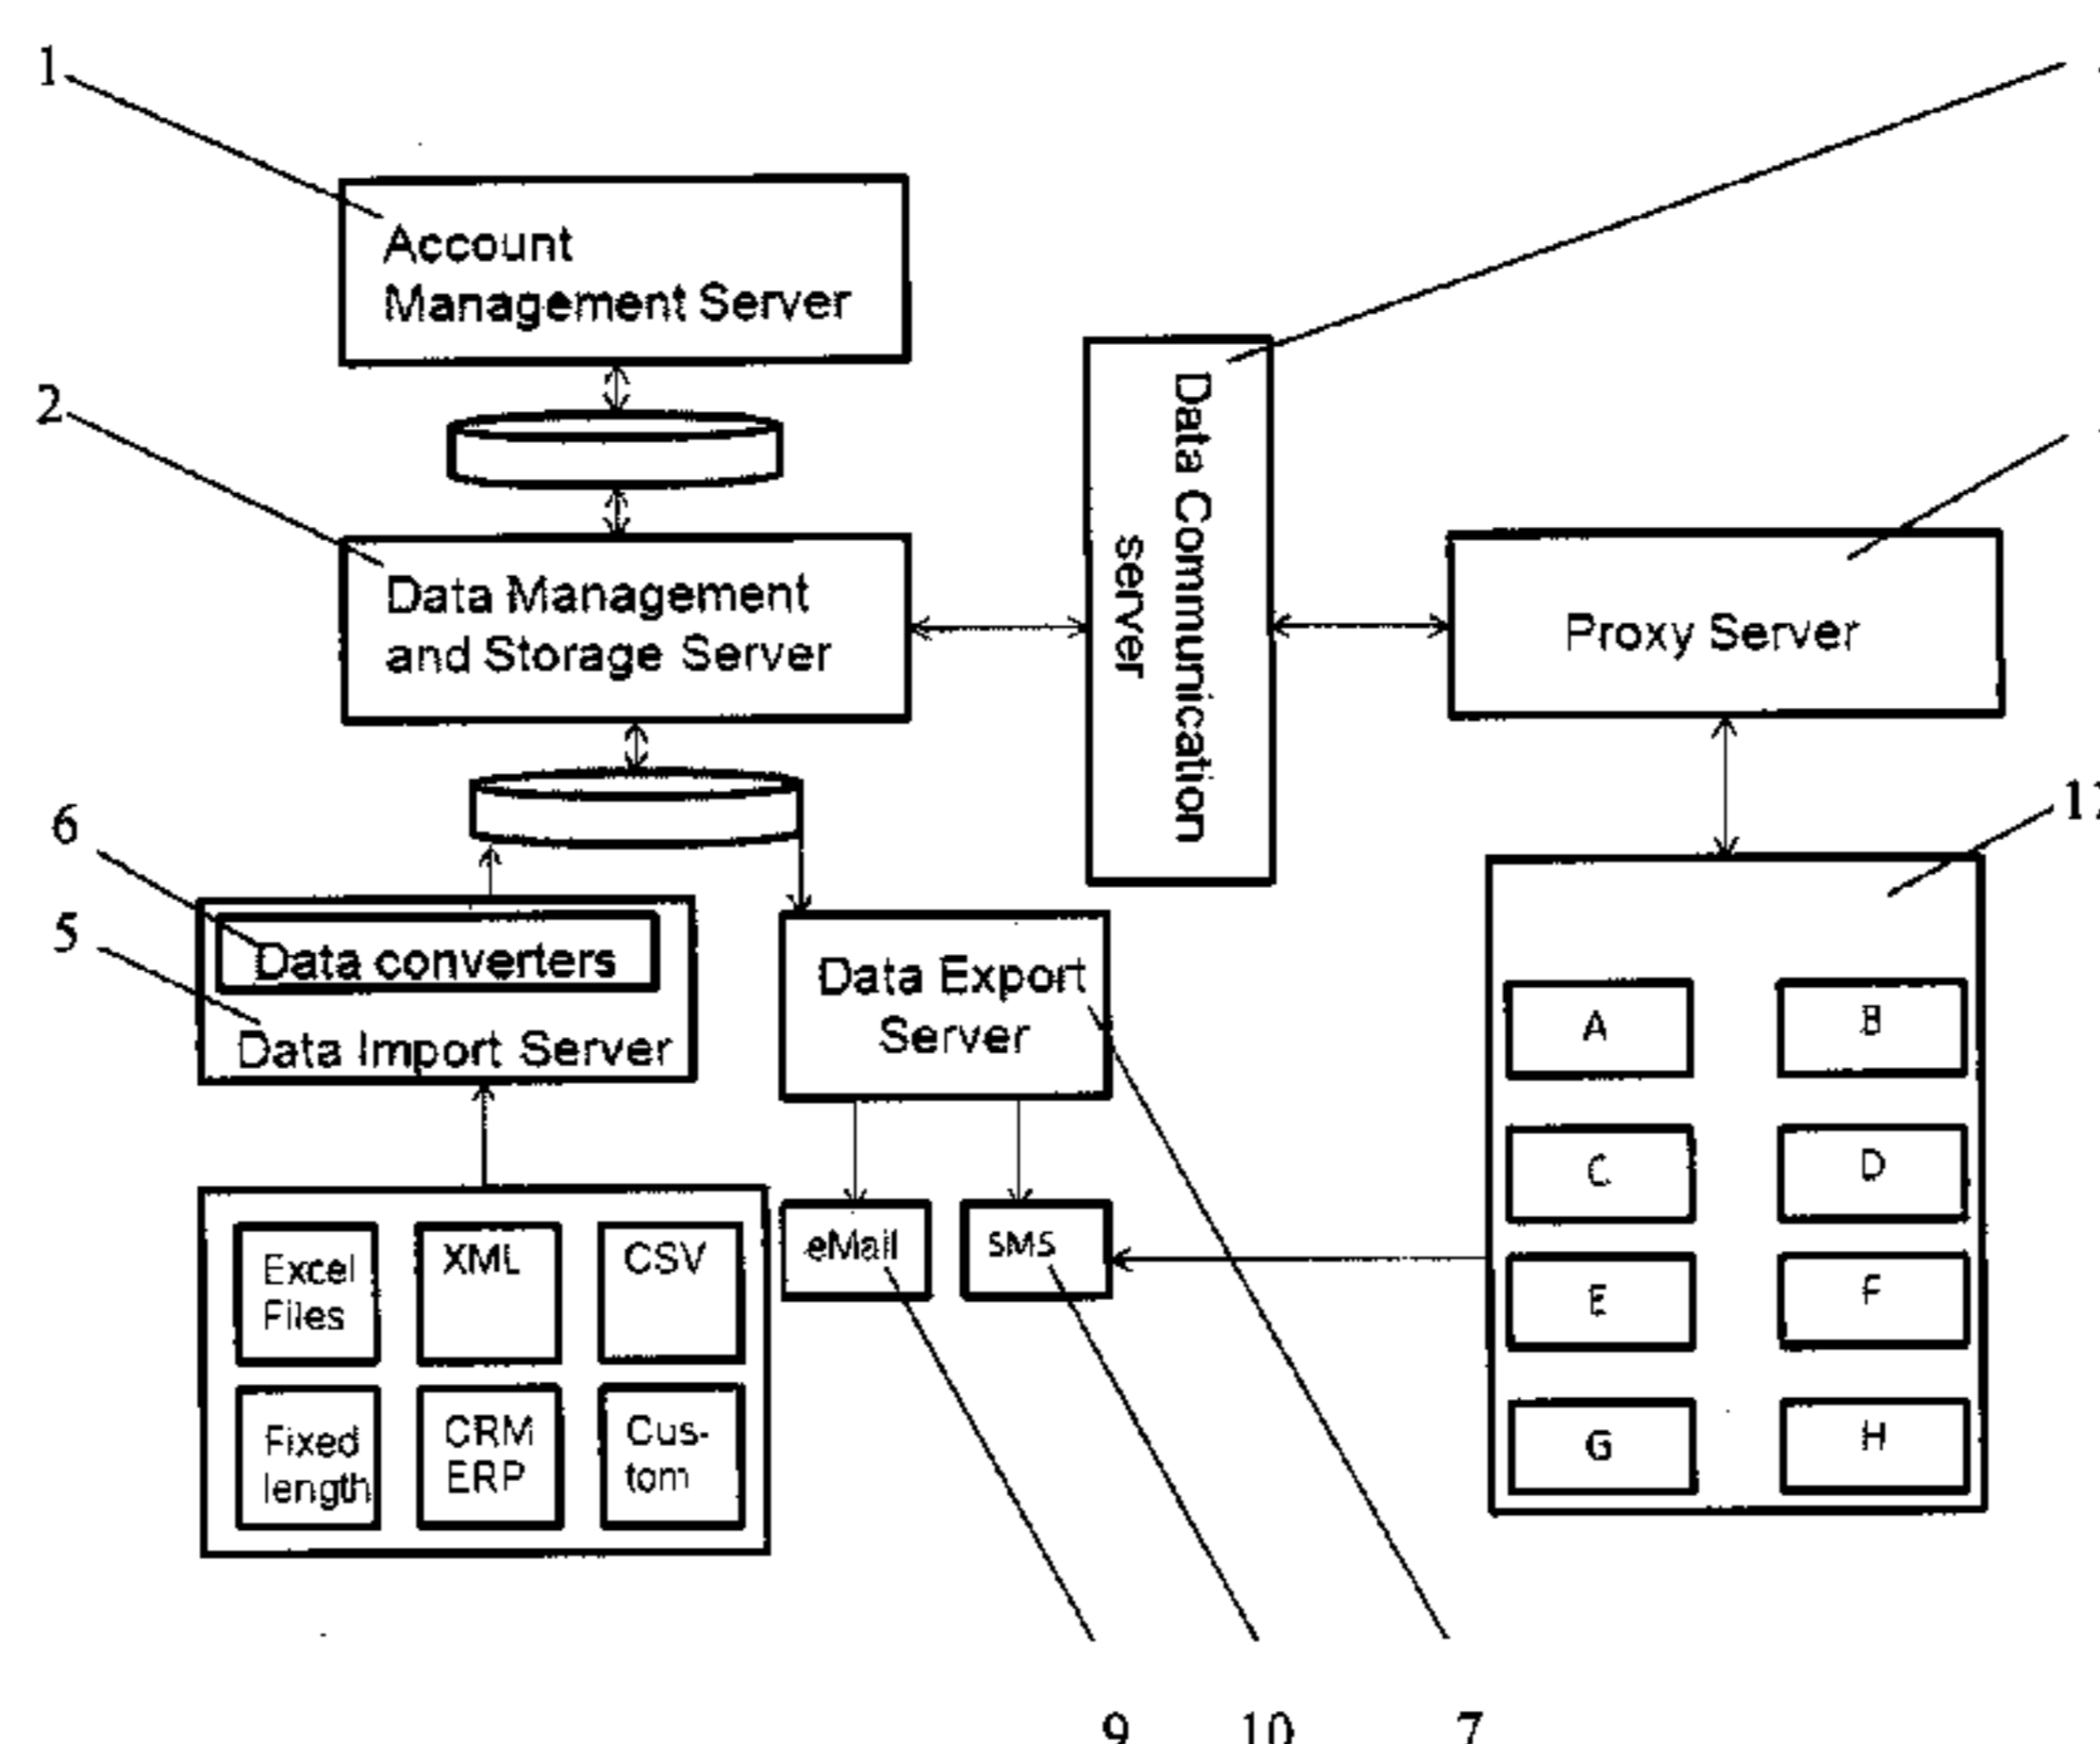 1
Account
Management Server
2
Data Management
and Storage Server
Data Communication
server
Proxy Server
6
5
Data converters
Data Import Server
Data Export
Server
A
B
C
D
E
F
G
H
eMail
SMS
Excel
Files
XML
CSV
Fixed
length
CRM
ERP
Cus-
tom
9
10
7